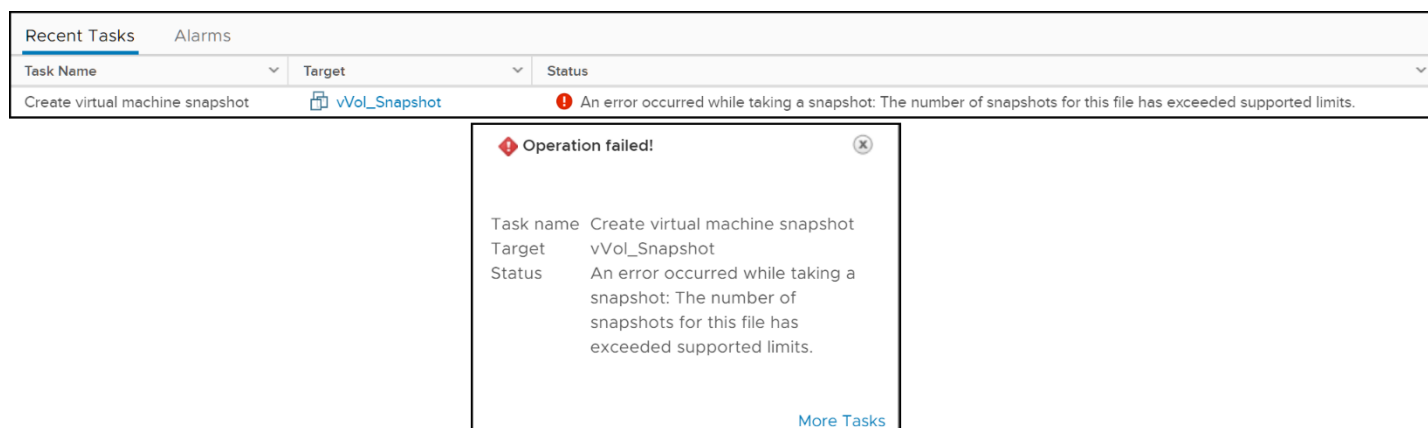 Recent Tasks Alarms
Task Name Target Status
Create virtual machine snapshot vVol_Snapshot An error occurred while taking a snapshot: The number of snapshots for this file has exceeded supported limits.
Operation failed!
Task name Create virtual machine snapshot
Target vVol_Snapshot
Status An error occurred while taking a
snapshot: The number of
snapshots for this file has
exceeded supported limits.
More Tasks